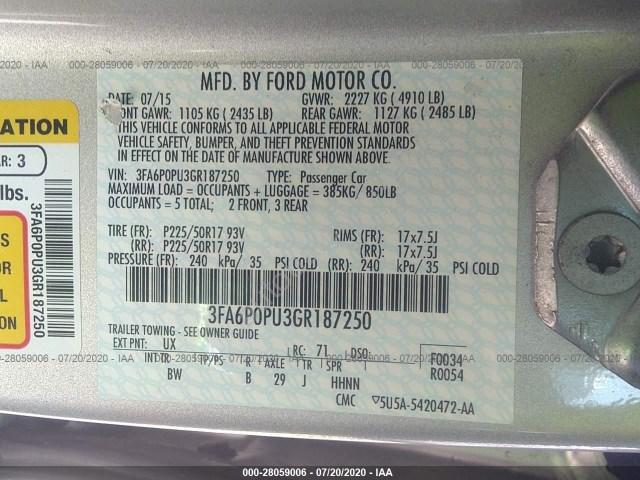 000-28059006 - 07/20/2020 - IAA
MFD. BY FORD MOTOR CO.
DATE: 07/15 GVWR: 2227 KG ( 4910 LB)
FRONT GAWR: 1105 KG ( 2435 LB) REAR GAWR: 1127 KG ( 2485 LB)
THIS VEHICLE CONFORMS TO ALL APPLICABLE FEDERAL MOTOR
VEHICLE SAFETY, BUMPER, AND THEFT PREVENTION STANDARDS
IN EFFECT ON THE DATE OF MANUFACTURE SHOWN ABOVE.
VIN: 3FA6P0PU3GR187250 TYPE: Passenger Car
MAXIMUM LOAD = OCCUPANTS + LUGGAGE = 385KG/ 850LB
OCCUPANTS = 5 TOTAL; 2 FRONT, 3 REAR
TIRE (FR): P225/50R17 93V RIMS (FR): 17x7.5J
(RR): P225/50R17 93V (RR): 17x7.5J
PRESSURE (FR): 240 kPa/ 35 PSI COLD (RR): 240 kPa/ 35 PSI COLD
3FA6P0PU3GR187250
TRAILER TOWING - SEE OWNER GUIDE
EXT PNT: UX RC: 71 DSO: F0034
INT TR TP/PS R AXLE TR SPR R0054
BW B 29 J HHNN
CMC 5U5A-5420472-AA
ATION
AR: 3
lbs.
S
OR
AL
3FA6P0PU3GR187250
000-28059006 - 07/20/2020 - IAA